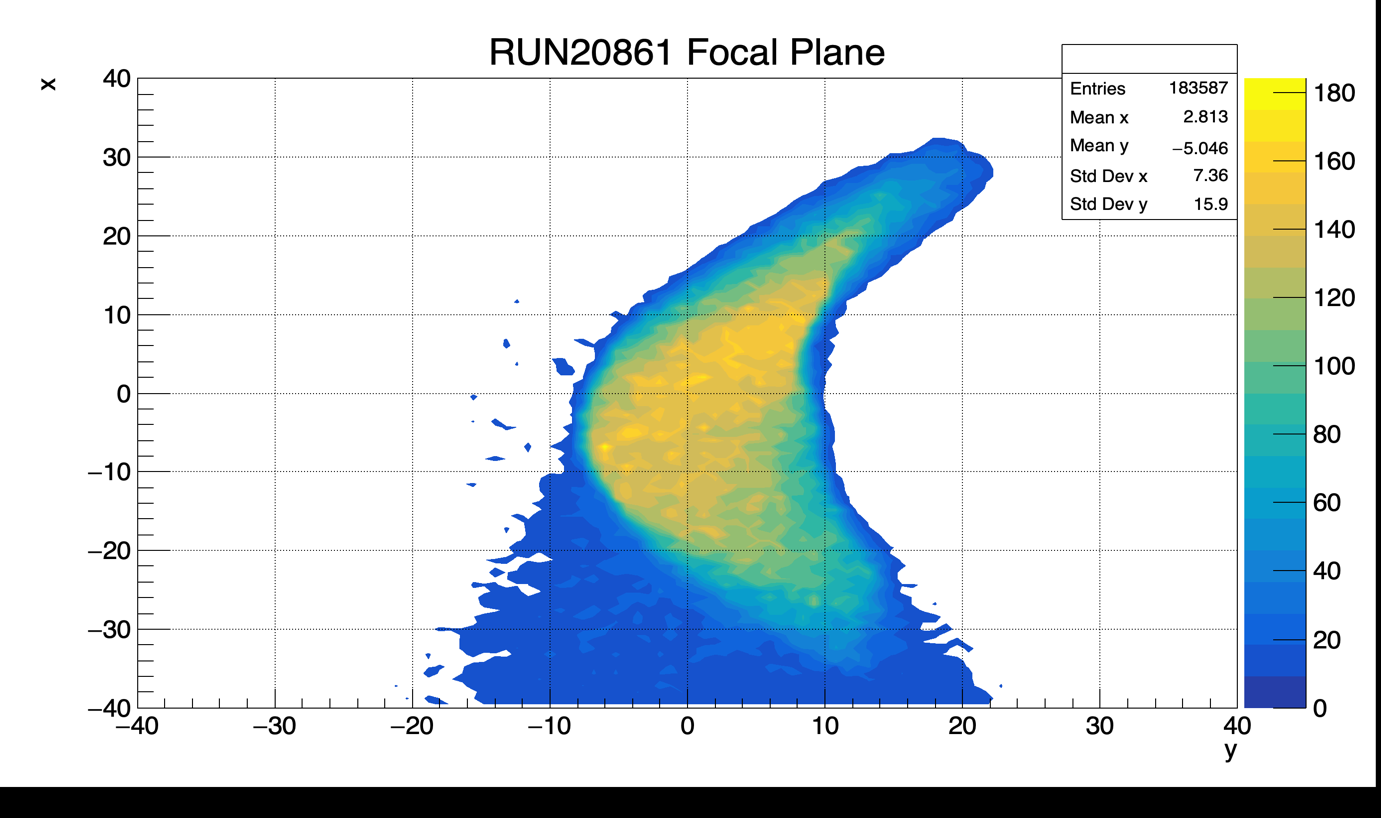 RUN20861 Focal Plane
x
Entries 183587
Mean x 2.813
Mean y −5.046
Std Dev x 7.36
Std Dev y 15.9
40
30
20
10
0
−10
−20
−30
−40
−40 −30 −20 −10 0 10 20 30 40
y
180
160
140
120
100
80
60
40
20
0